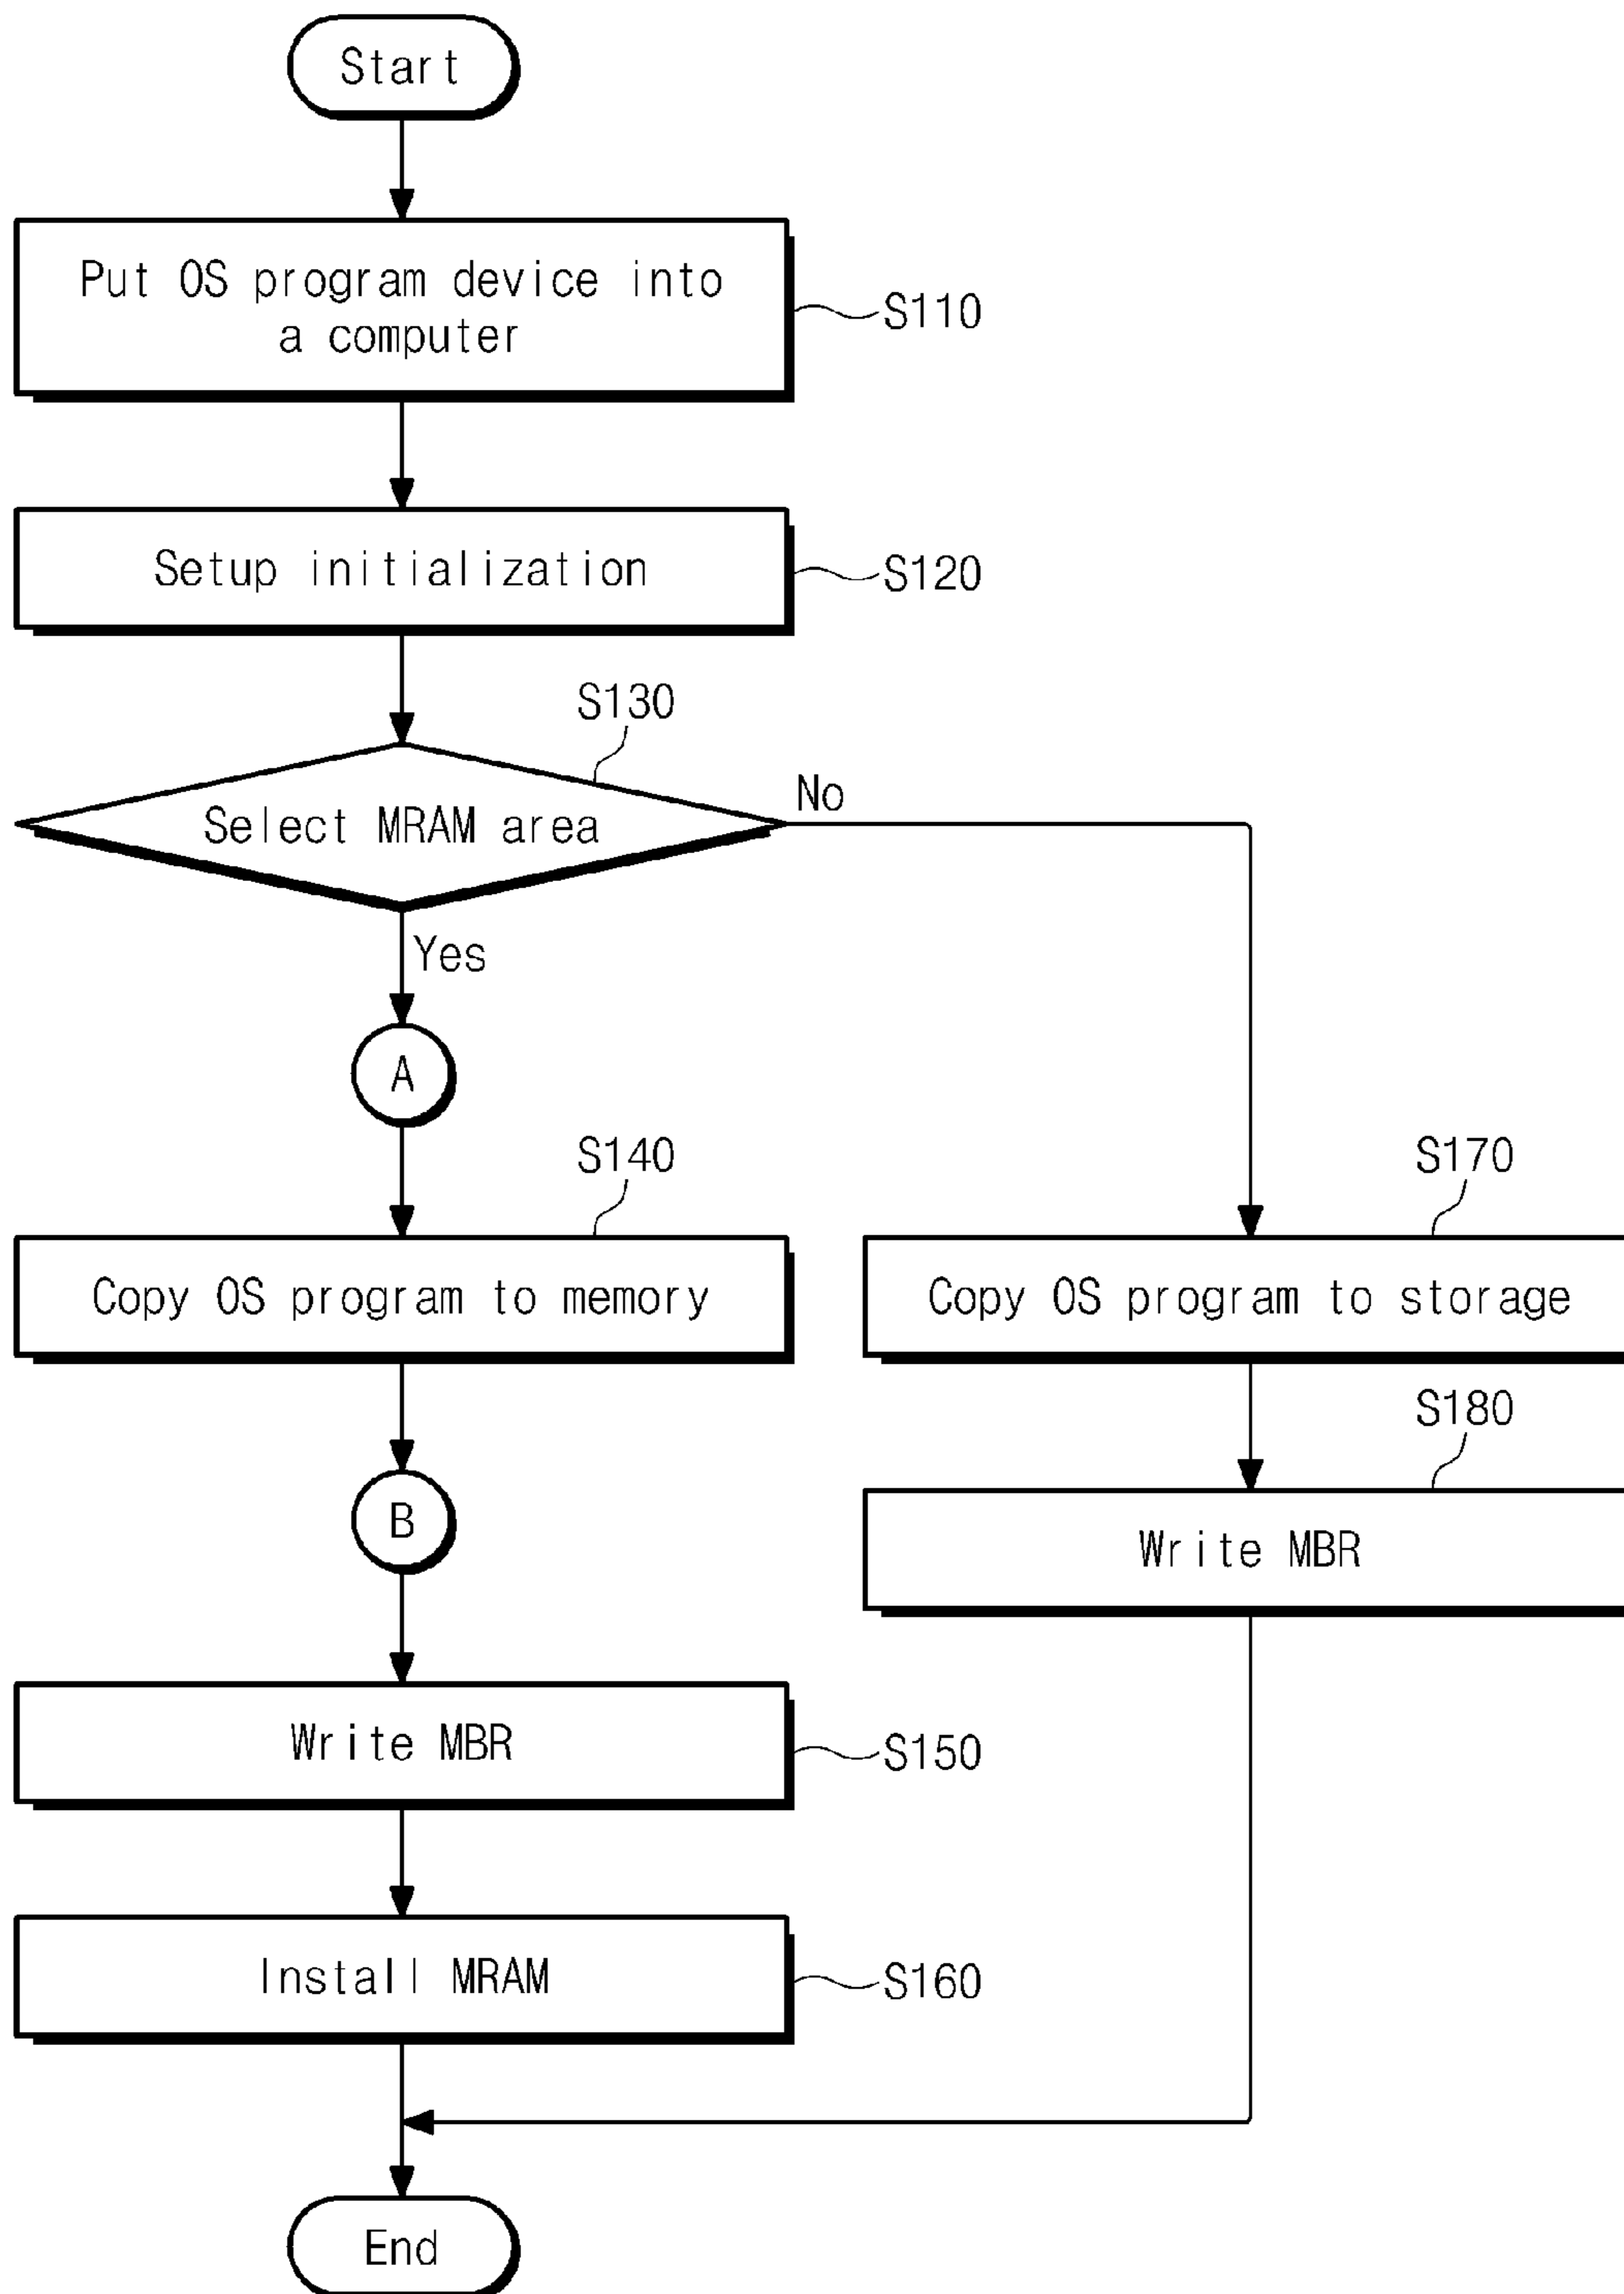 Start
Put OS program device into
a computer
S110
Setup initialization
S120
S130
Select MRAM area
No
Yes
A
S140
S170
Copy OS program to memory
Copy OS program to storage
S180
B
Write MBR
Write MBR
S150
Install MRAM
S160
End